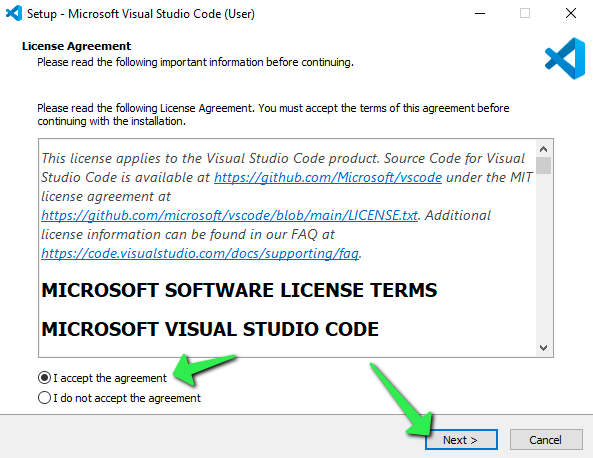 Setup - Microsoft Visual Studio Code (User)
License Agreement
Please read the following important information before continuing.
Please read the following License Agreement. You must accept the terms of this agreement before
continuing with the installation.
This license applies to the Visual Studio Code product. Source Code for Visual
Studio Code is available at https://github.com/Microsoft/vscode under the MIT
license agreement at
https://github.com/microsoft/vscode/blob/main/LICENSE.txt. Additional
license information can be found in our FAQ at
https://code.visualstudio.com/docs/supporting/faq.
MICROSOFT SOFTWARE LICENSE TERMS
MICROSOFT VISUAL STUDIO CODE
I accept the agreement
I do not accept the agreement
Next >
Cancel